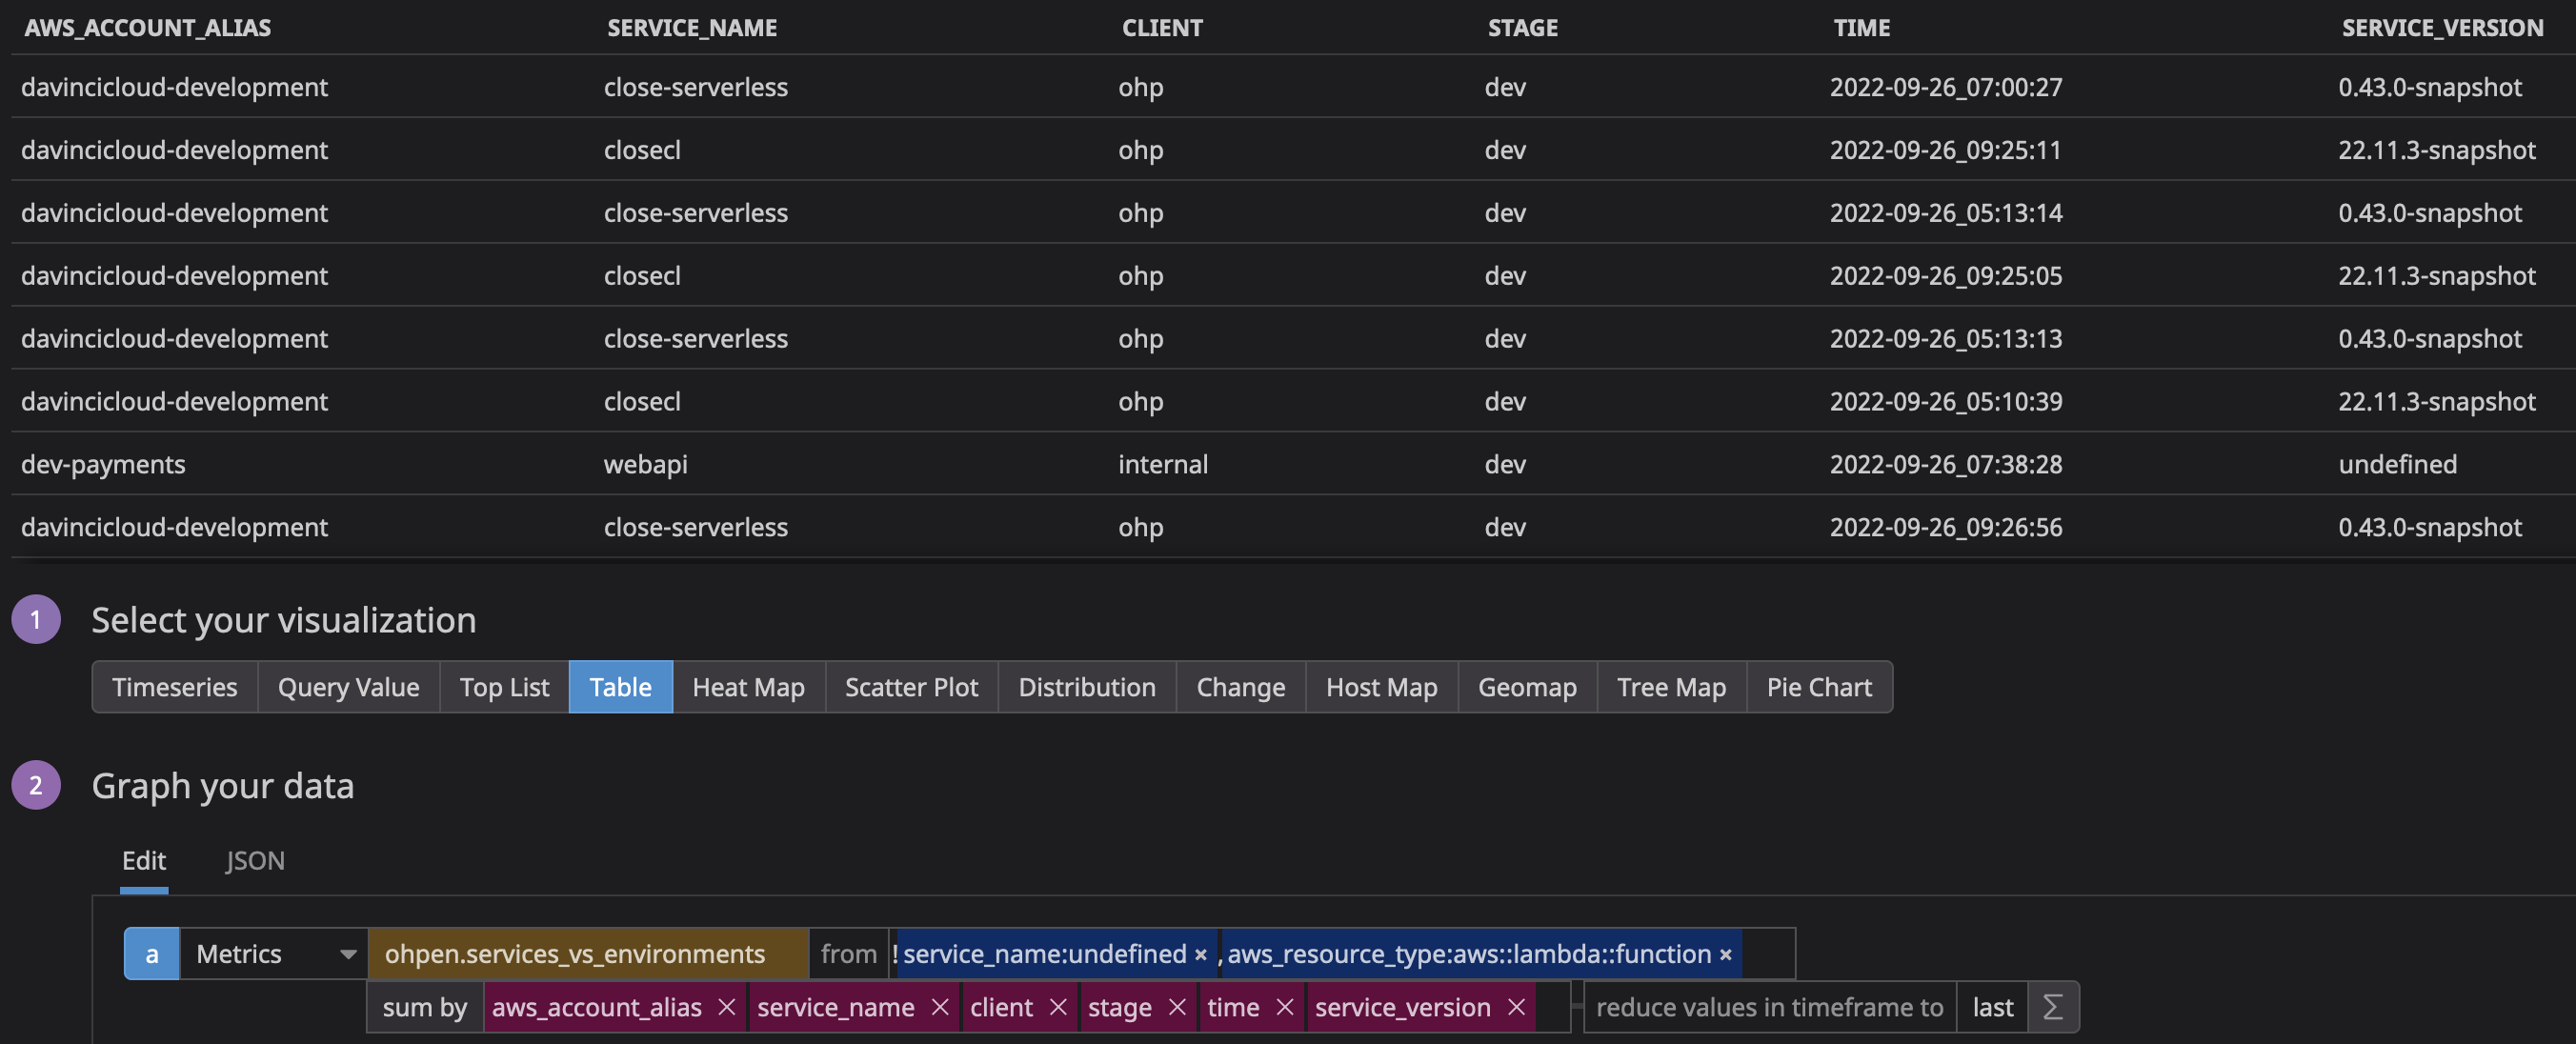 AWS_ACCOUNT_ALIAS SERVICE_NAME CLIENT STAGE TIME SERVICE_VERSION
davincicloud-development close-serverless ohp dev 2022-09-26_07:00:27 0.43.0-snapshot
davincicloud-development closecl ohp dev 2022-09-26_09:25:11 22.11.3-snapshot
davincicloud-development close-serverless ohp dev 2022-09-26_05:13:14 0.43.0-snapshot
davincicloud-development closecl ohp dev 2022-09-26_09:25:05 22.11.3-snapshot
davincicloud-development close-serverless ohp dev 2022-09-26_05:13:13 0.43.0-snapshot
davincicloud-development closecl ohp dev 2022-09-26_05:10:39 22.11.3-snapshot
dev-payments webapi internal dev 2022-09-26_07:38:28 undefined
davincicloud-development close-serverless ohp dev 2022-09-26_09:26:56 0.43.0-snapshot
1 Select your visualization
Timeseries Query Value Top List Table Heat Map Scatter Plot Distribution Change Host Map Geomap Tree Map Pie Chart
2 Graph your data
Edit JSON
a Metrics ohpen.services_vs_environments from !service_name:undefined × ,aws_resource_type:aws::lambda::function ×
sum by aws_account_alias × service_name × client × stage × time × service_version × reduce values in timeframe to last Σ